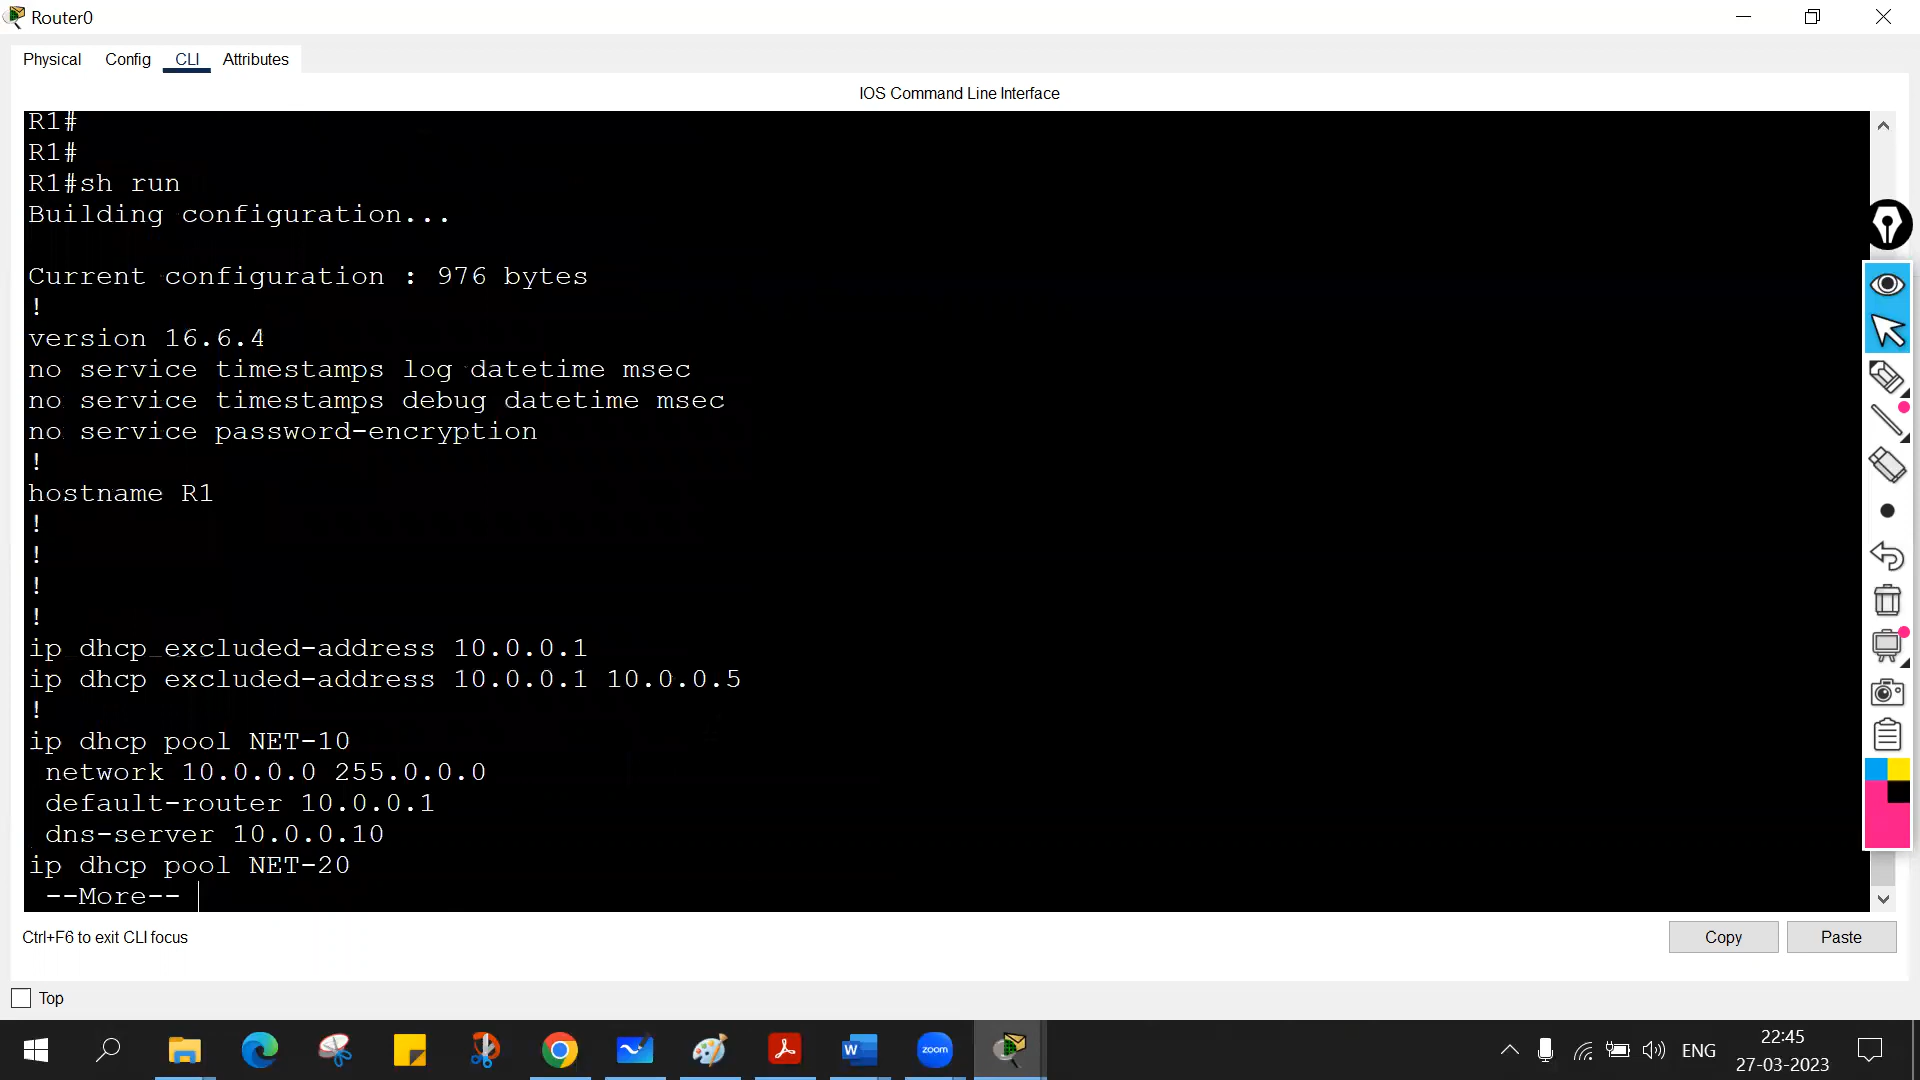 Router0
Physical Config CLI Attributes
IOS Command Line Interface
R1#
R1#
R1#sh run
Building configuration...
Current configuration : 976 bytes
!
version 16.6.4
no service timestamps log datetime msec
no service timestamps debug datetime msec
no service password-encryption
!
hostname R1
!
!
!
!
ip dhcp excluded-address 10.0.0.1
ip dhcp excluded-address 10.0.0.1 10.0.0.5
!
ip dhcp pool NET-10
network 10.0.0.0 255.0.0.0
default-router 10.0.0.1
dns-server 10.0.0.10
ip dhcp pool NET-20
--More--
Ctrl+F6 to exit CLI focus
Copy Paste
Top
zoom
ENG
22:45
27-03-2023